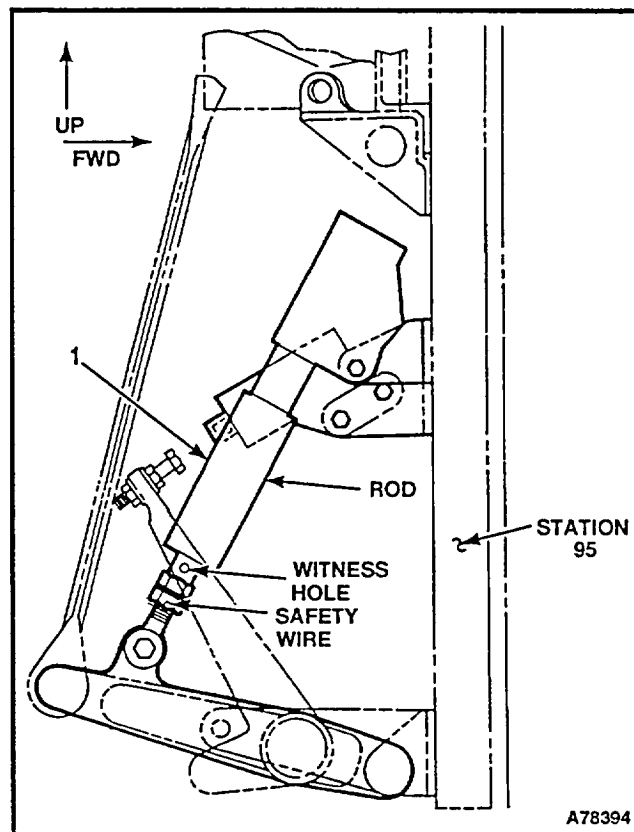 UP
FWD
1
ROD
STATION
95
WITNESS
HOLE
SAFETY
WIRE
A78394